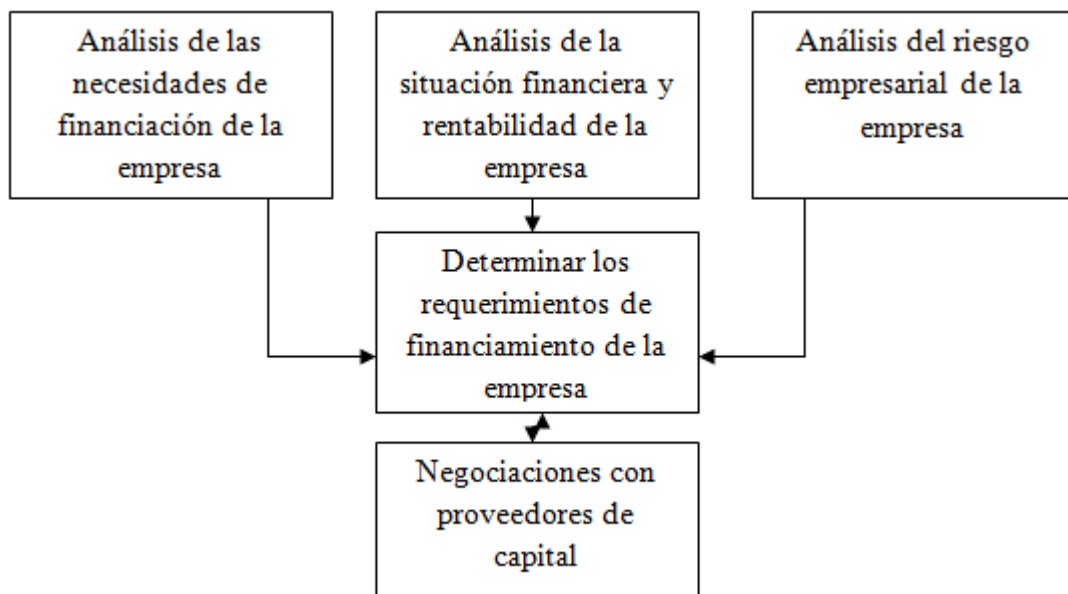 Análisis de las
necesidades de
financiación de la
empresa
Análisis de la
situación financiera y
rentabilidad de la
empresa
Análisis del riesgo
empresarial de la
empresa
Determinar los
requerimientos de
financiamiento de la
empresa
Negociaciones con
proveedores de
capital